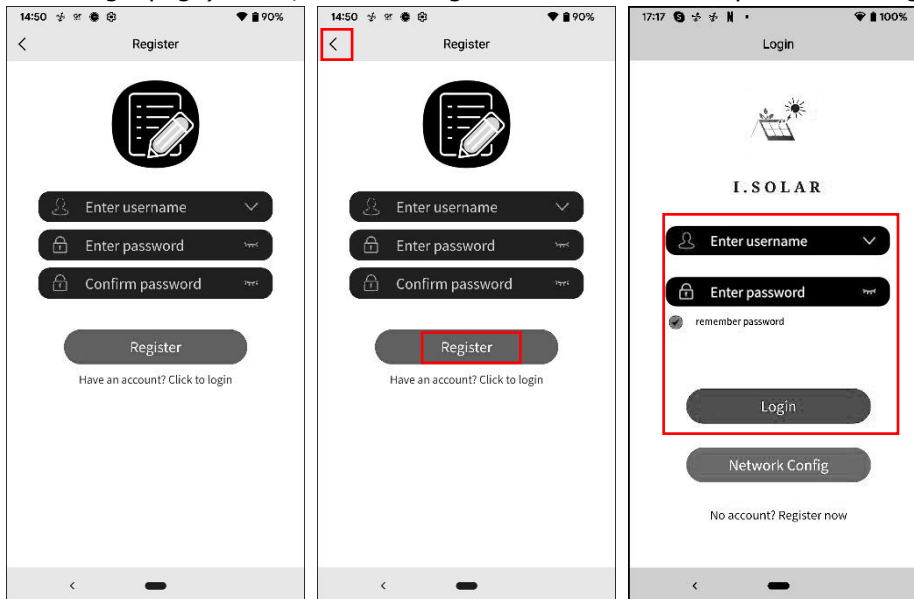 14:50 90%
Register
Enter username
Enter password
Confirm password
Register
Have an account? Click to login
14:50 90%
Register
Enter username
Enter password
Confirm password
Register
Have an account? Click to login
17:17 100%
Login
I.SOLAR
Enter username
Enter password
remember password
Login
Network Config
No account? Register now